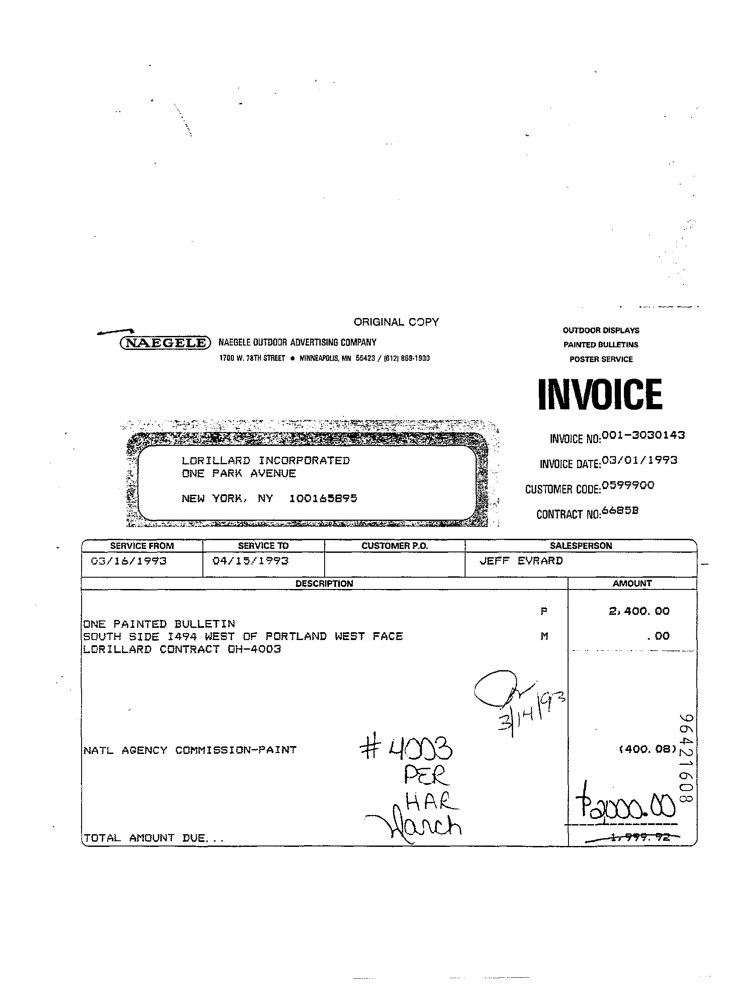 ORIGINAL COPY
NAEGELE NAEGELE OUTDOOR ADVERTISING COMPANY
1700 W. 78TH STREET ● MINNEAPOLIS, MN 55423 / (612) 869-1900
OUTDOOR DISPLAYS
PAINTED BULLETINS
POSTER SERVICE
INVOICE
INVOICE NO: 001-3030143
INVOICE DATE: 03/01/1993
CUSTOMER CODE: 0599900
CONTRACT NO: 6685B
LORILLARD INCORPORATED
ONE PARK AVENUE
NEW YORK, NY 100165895
SERVICE FROM SERVICE TO CUSTOMER P.O. SALESPERSON
03/16/1993 04/15/1993 JEFF EVRARD
DESCRIPTION AMOUNT
P 2,400.00
ONE PAINTED BULLETIN
SOUTH SIDE I494 WEST OF PORTLAND WEST FACE M .00
LORILLARD CONTRACT OH-4003
3/14/93
NATL AGENCY COMMISSION-PAINT (400.08)
# 4003
PER
HAR
March
$2000.00
TOTAL AMOUNT DUE... 1,999.92
96421608